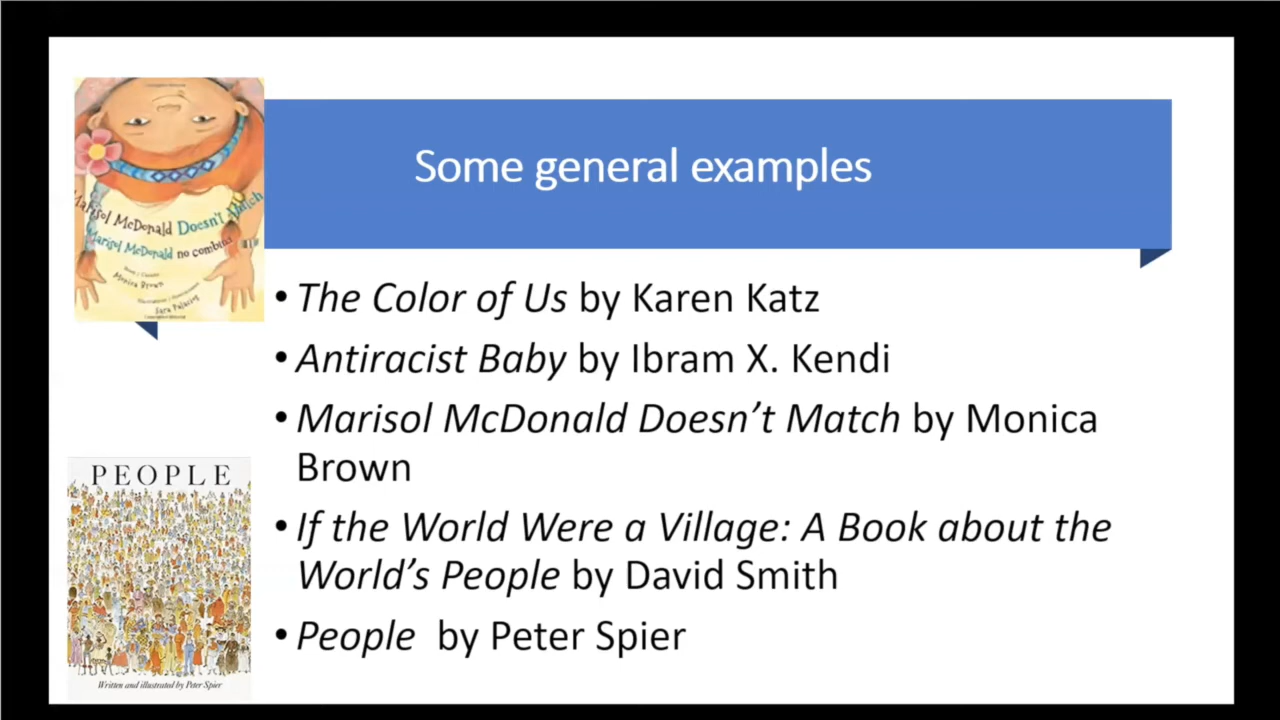 Some general examples
Marisol McDonald Doesn't Match
Marisol McDonald no combina
Monica Brown
Sara Palacios
• The Color of Us by Karen Katz
• Antiracist Baby by Ibram X. Kendi
• Marisol McDonald Doesn’t Match by Monica
Brown
• If the World Were a Village: A Book about the
World’s People by David Smith
• People by Peter Spier
PEOPLE
Written and illustrated by Peter Spier